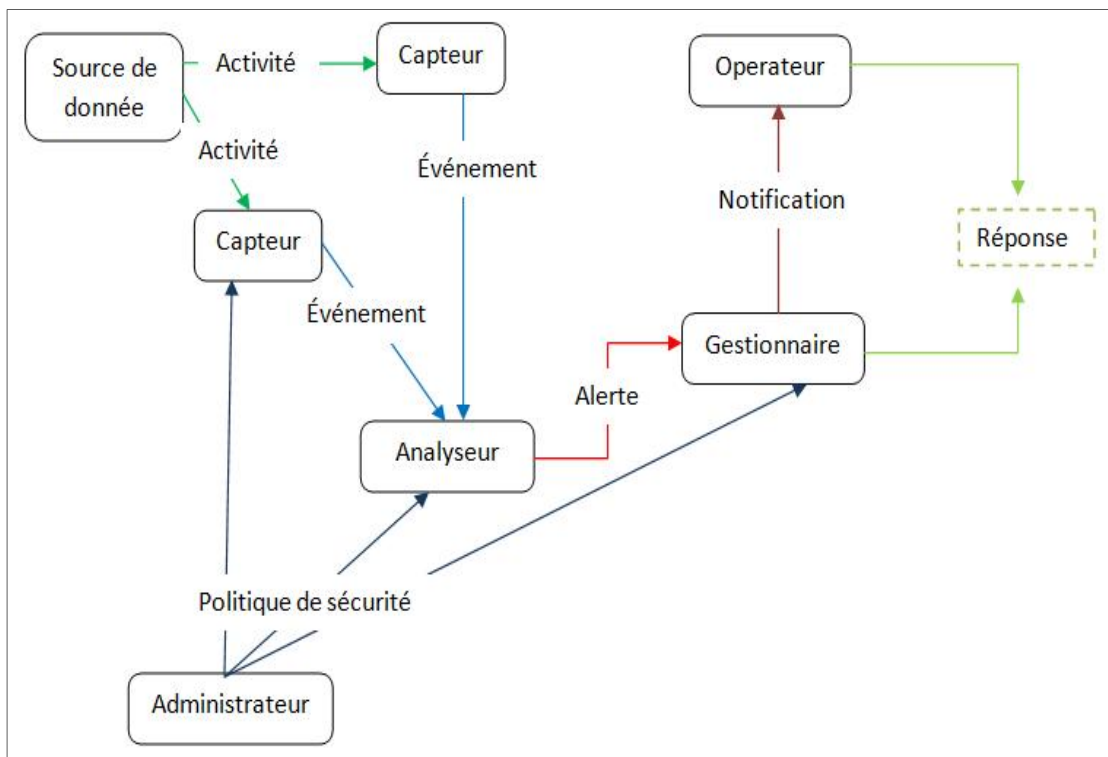 Source de
donnée
Activité
Capteur
Operateur
Activité
Événement
Notification
Capteur
Réponse
Événement
Gestionnaire
Alerte
Analyseur
Politique de sécurité
Administrateur